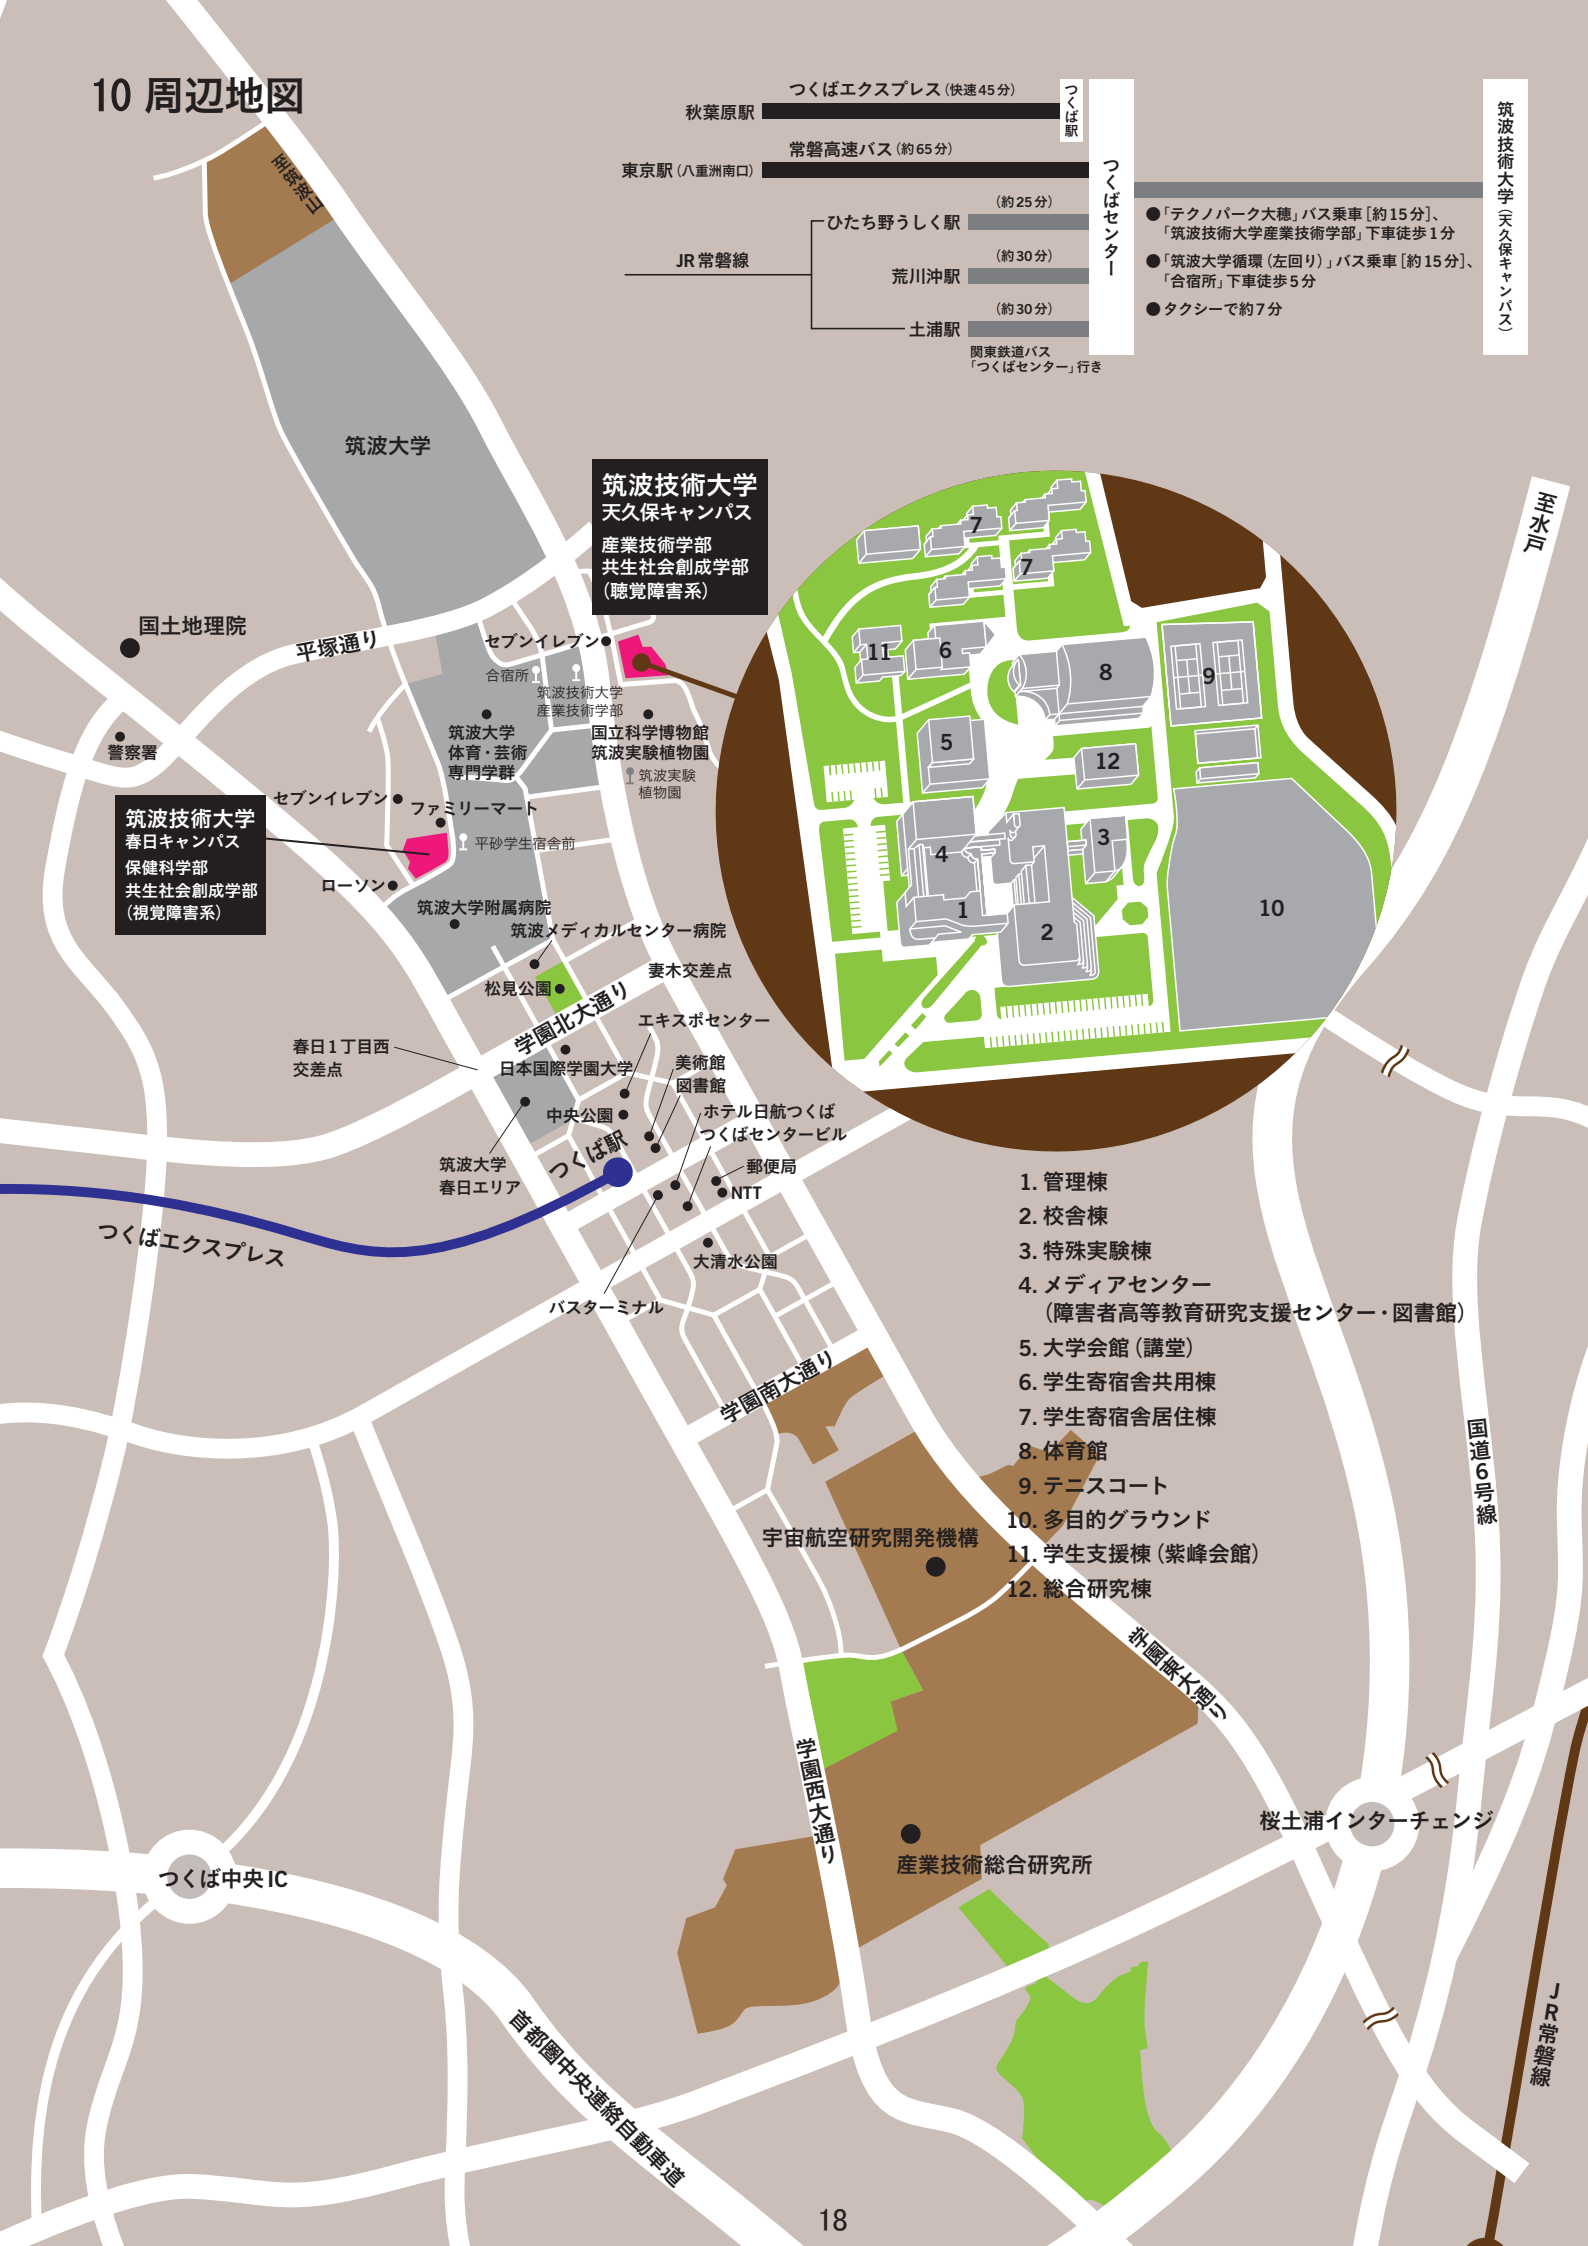 10 周辺地図
つくばエクスプレス（快速45分）
秋葉原駅
つくば駅
常磐高速バス（約65分）
東京駅（八重洲南口）
（約25分）
ひたち野うしく駅
JR常磐線
（約30分）
荒川沖駅
（約30分）
土浦駅
関東鉄道バス
「つくばセンター」行き
つくばセンター
●「テクノパーク大穂」バス乗車［約15分］、
「筑波技術大学産業技術学部」下車徒歩1分
●「筑波大学循環（左回り）」バス乗車［約15分］、
「合宿所」下車徒歩5分
●タクシーで約7分
筑波技術大学（天久保キャンパス）
至筑波山
筑波大学
筑波技術大学
天久保キャンパス
産業技術学部
共生社会創成学部
（聴覚障害系）
至水戸
国土地理院
平塚通り
セブンイレブン
合宿所
筑波技術大学
産業技術学部
警察署
筑波大学
体育・芸術
専門学群
国立科学博物館
筑波実験植物園
筑波実験
植物園
セブンイレブン
ファミリーマート
筑波技術大学
春日キャンパス
保健科学部
共生社会創成学部
（視覚障害系）
平砂学生宿舎前
ローソン
筑波大学附属病院
筑波メディカルセンター病院
妻木交差点
松見公園
学園北大通り
エキスポセンター
春日1丁目西
交差点
日本国際学園大学
美術館
図書館
中央公園
ホテル日航つくば
つくばセンタービル
つくば駅
筑波大学
春日エリア
郵便局
NTT
つくばエクスプレス
大清水公園
バスターミナル
7
7
11
6
8
9
5
12
3
4
1
2
10
1. 管理棟
2. 校舎棟
3. 特殊実験棟
4. メディアセンター
（障害者高等教育研究支援センター・図書館）
5. 大学会館（講堂）
6. 学生寄宿舎共用棟
7. 学生寄宿舎居住棟
8. 体育館
9. テニスコート
10. 多目的グラウンド
11. 学生支援棟（紫峰会館）
12. 総合研究棟
学園南大通り
国道6号線
宇宙航空研究開発機構
学園東大通り
学園西大通り
桜土浦インターチェンジ
産業技術総合研究所
つくば中央IC
首都圏中央連絡自動車道
JR常磐線
18